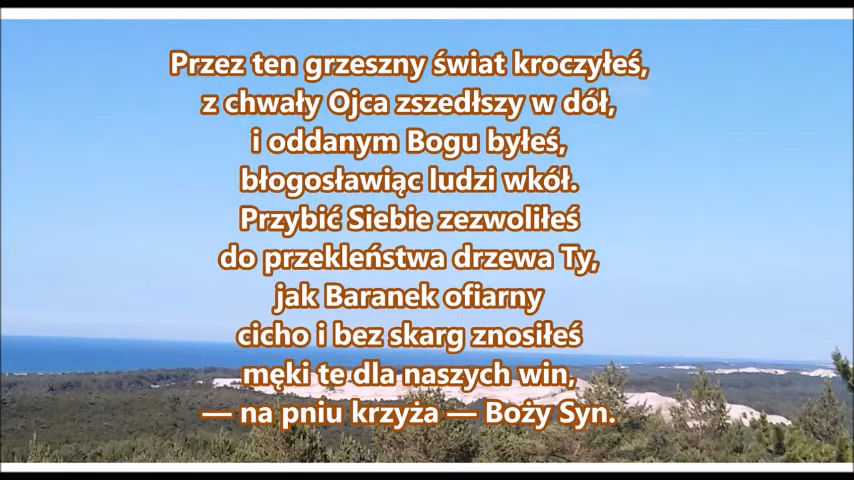 Przez ten grzeszny świat kroczyłeś,
z chwały Ojca zszedłszy w dół,
i oddanym Bogu byłeś,
błogosławiąc ludzi wkół.
Przybić Siebie zezwoliłeś
do przekleństwa drzewa Ty,
jak Baranek ofiarny
cicho i bez skarg znosiłeś
męki te dla naszych win,
— na pniu krzyża — Boży Syn.